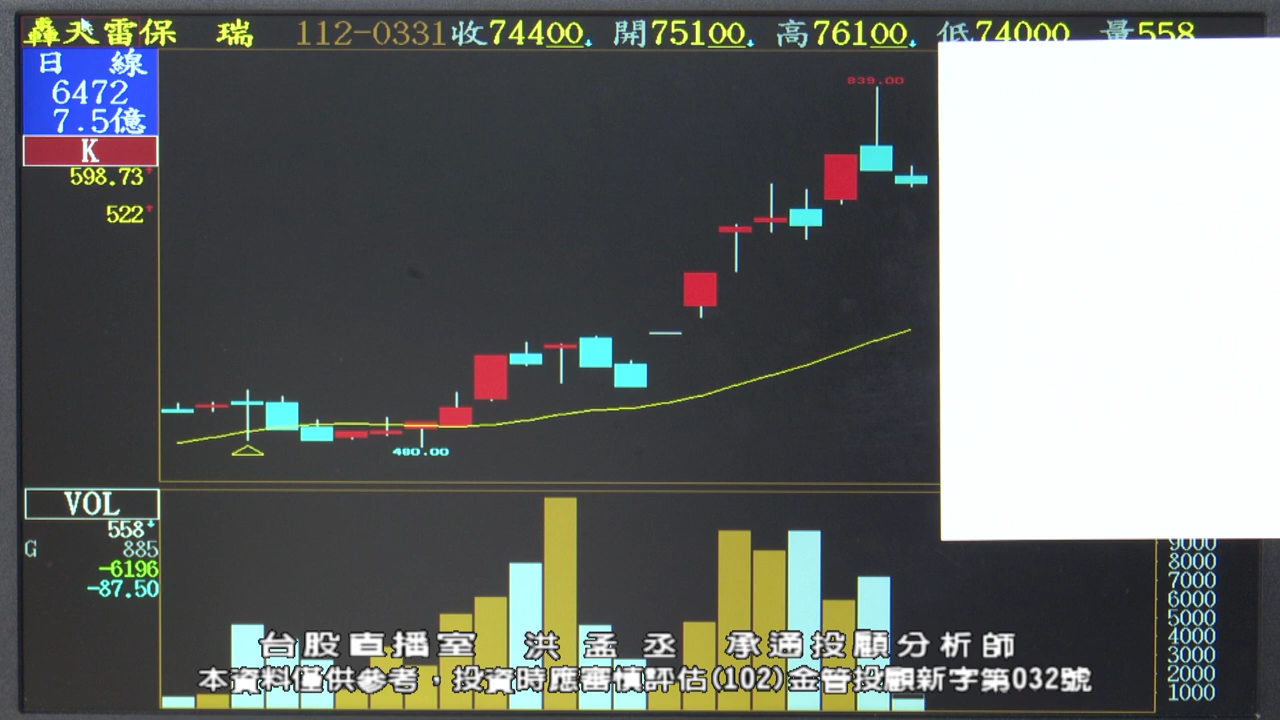 轟天雷保 瑞 112-0331收74400 開75100 高76100 低74000 量558
日 線
6472
7.5億
K
598.73
522
839.00
480.00
VOL
558
G 885
-6196
-87.50
9000
8000
7000
6000
5000
4000
3000
2000
1000
台股直播室 洪孟丞 承通投顧分析師
本資料僅供參考,投資時應審慎評估(102)金管投顧新字第032號